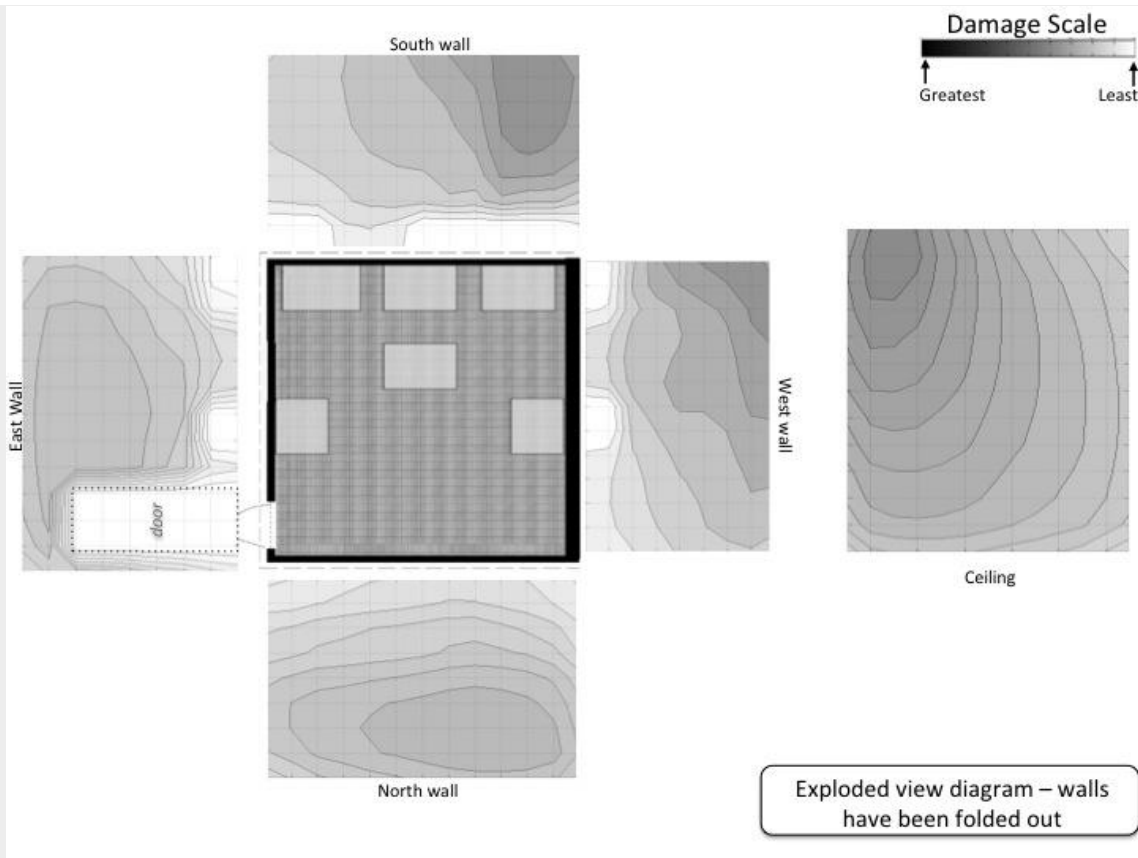 Damage Scale
Greatest
Least
South wall
East Wall
door
West wall
Ceiling
North wall
Exploded view diagram – walls
have been folded out